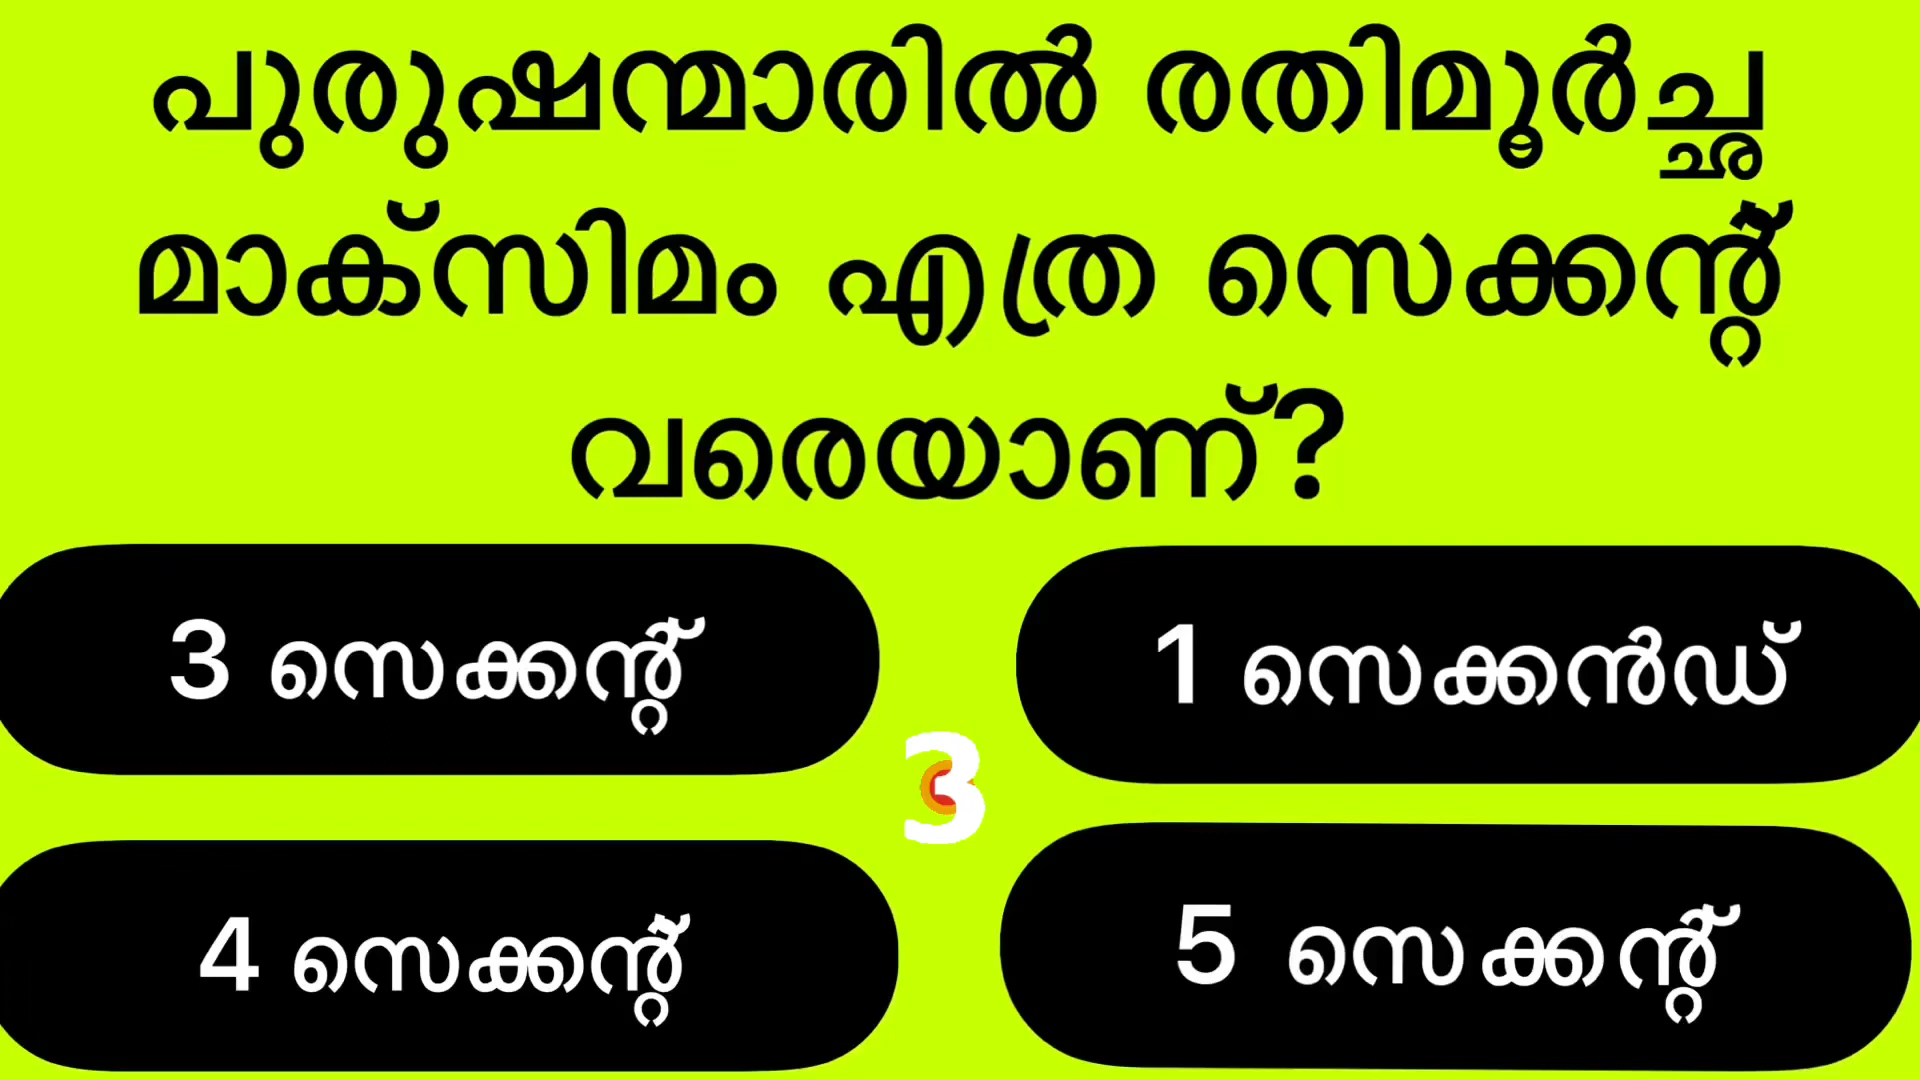 പുരുഷന്മാരിൽ രതിമൂർച്ഛ
മാക്സിമം എത്ര സെക്കന്റ്
വരെയാണ്?
3 സെക്കന്റ്
1 സെക്കൻഡ്
3
4 സെക്കന്റ്
5 സെക്കന്റ്